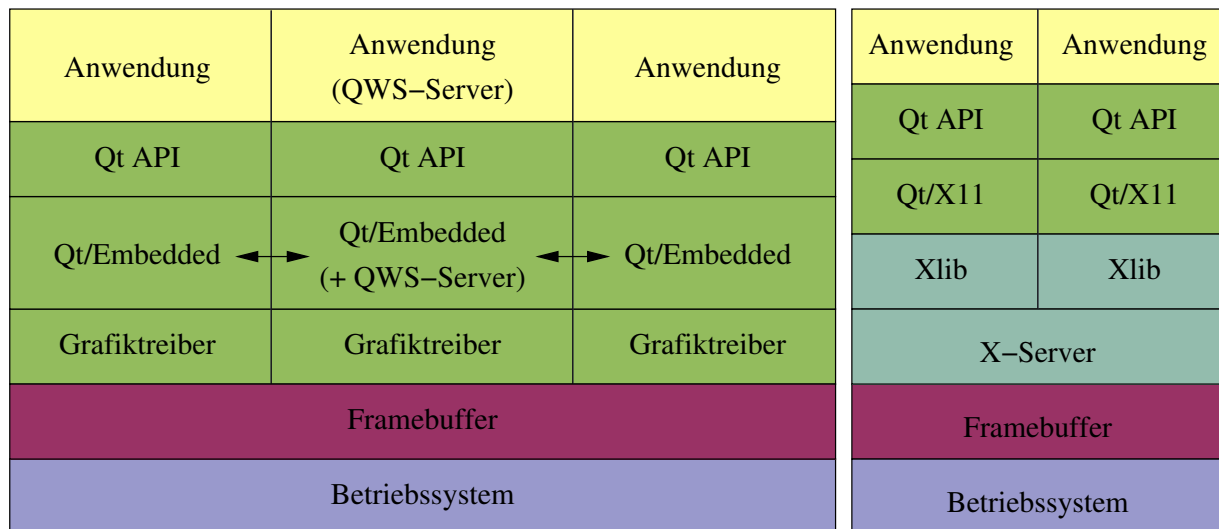 Anwendung
Anwendung
(QWS−Server)
Anwendung
Qt API
Qt API
Qt API
Qt/Embedded
Qt/Embedded
(+ QWS−Server)
Qt/Embedded
Grafiktreiber
Grafiktreiber
Grafiktreiber
Framebuffer
Betriebssystem
Anwendung
Anwendung
Qt API
Qt API
Qt/X11
Qt/X11
Xlib
Xlib
X−Server
Framebuffer
Betriebssystem